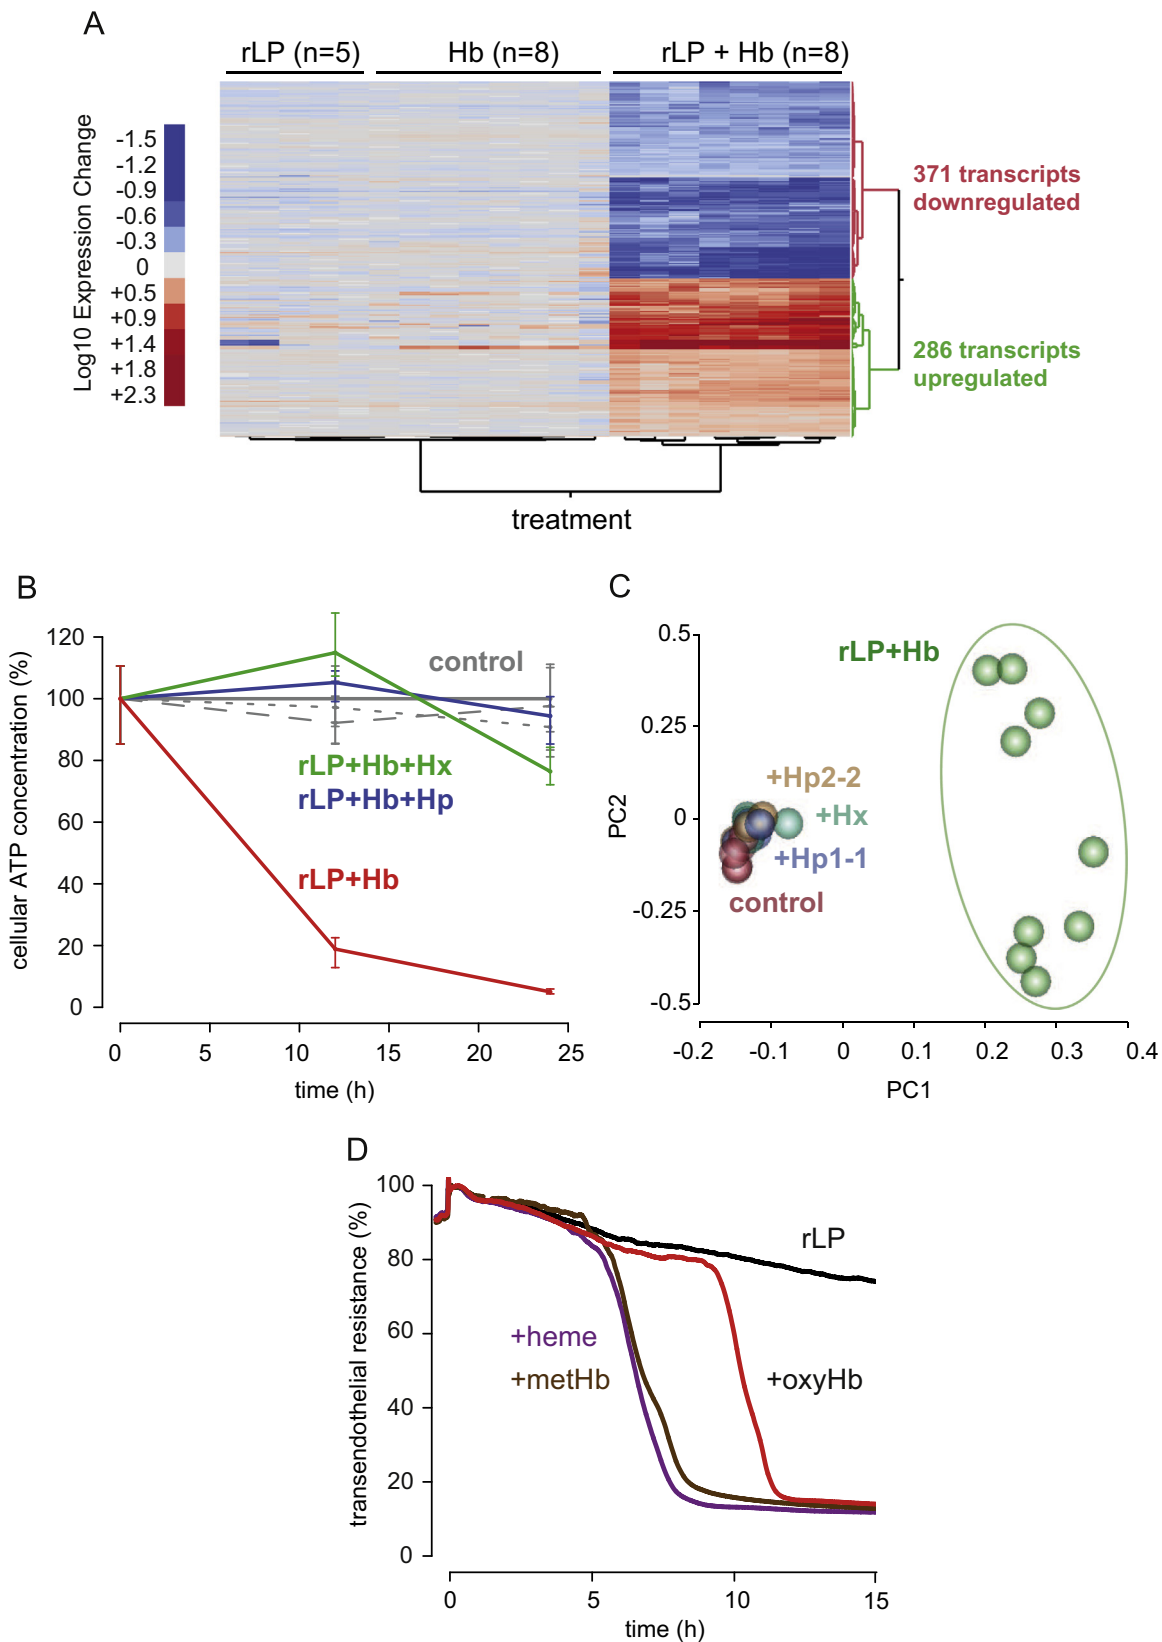 A
rLP (n=5)
Hb (n=8)
rLP + Hb (n=8)
Log10 Expression Change
-1.5
-1.2
-0.9
-0.6
-0.3
0
+0.5
+0.9
+1.4
+1.8
+2.3
371 transcripts
downregulated
286 transcripts
upregulated
treatment
B
cellular ATP concentration (%)
120
100
80
60
40
20
0
control
rLP+Hb+Hx
rLP+Hb+Hp
rLP+Hb
0
5
10
15
20
25
time (h)
C
PC2
0.5
0.25
0
-0.25
-0.5
rLP+Hb
+Hp2-2
+Hx
+Hp1-1
control
-0.2
-0.1
0
0.1
0.2
0.3
0.4
PC1
D
transendothelial resistance (%)
100
80
60
40
20
0
rLP
+heme
+metHb
+oxyHb
0
5
10
15
time (h)